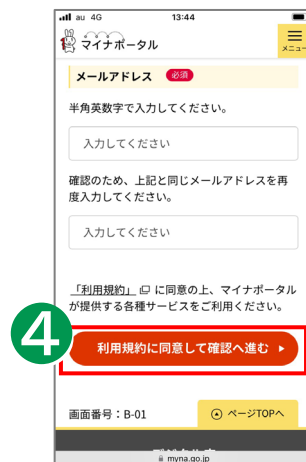 au 4G 13:44
マイナポータル
メニュー
メールアドレス 必須
半角英数字で入力してください。
入力してください
確認のため、上記と同じメールアドレスを再
度入力してください。
入力してください
「利用規約」 に同意の上、マイナポータル
が提供する各種サービスをご利用ください。
4
利用規約に同意して確認へ進む
画面番号：B-01
ページTOPへ
myna.go.jp